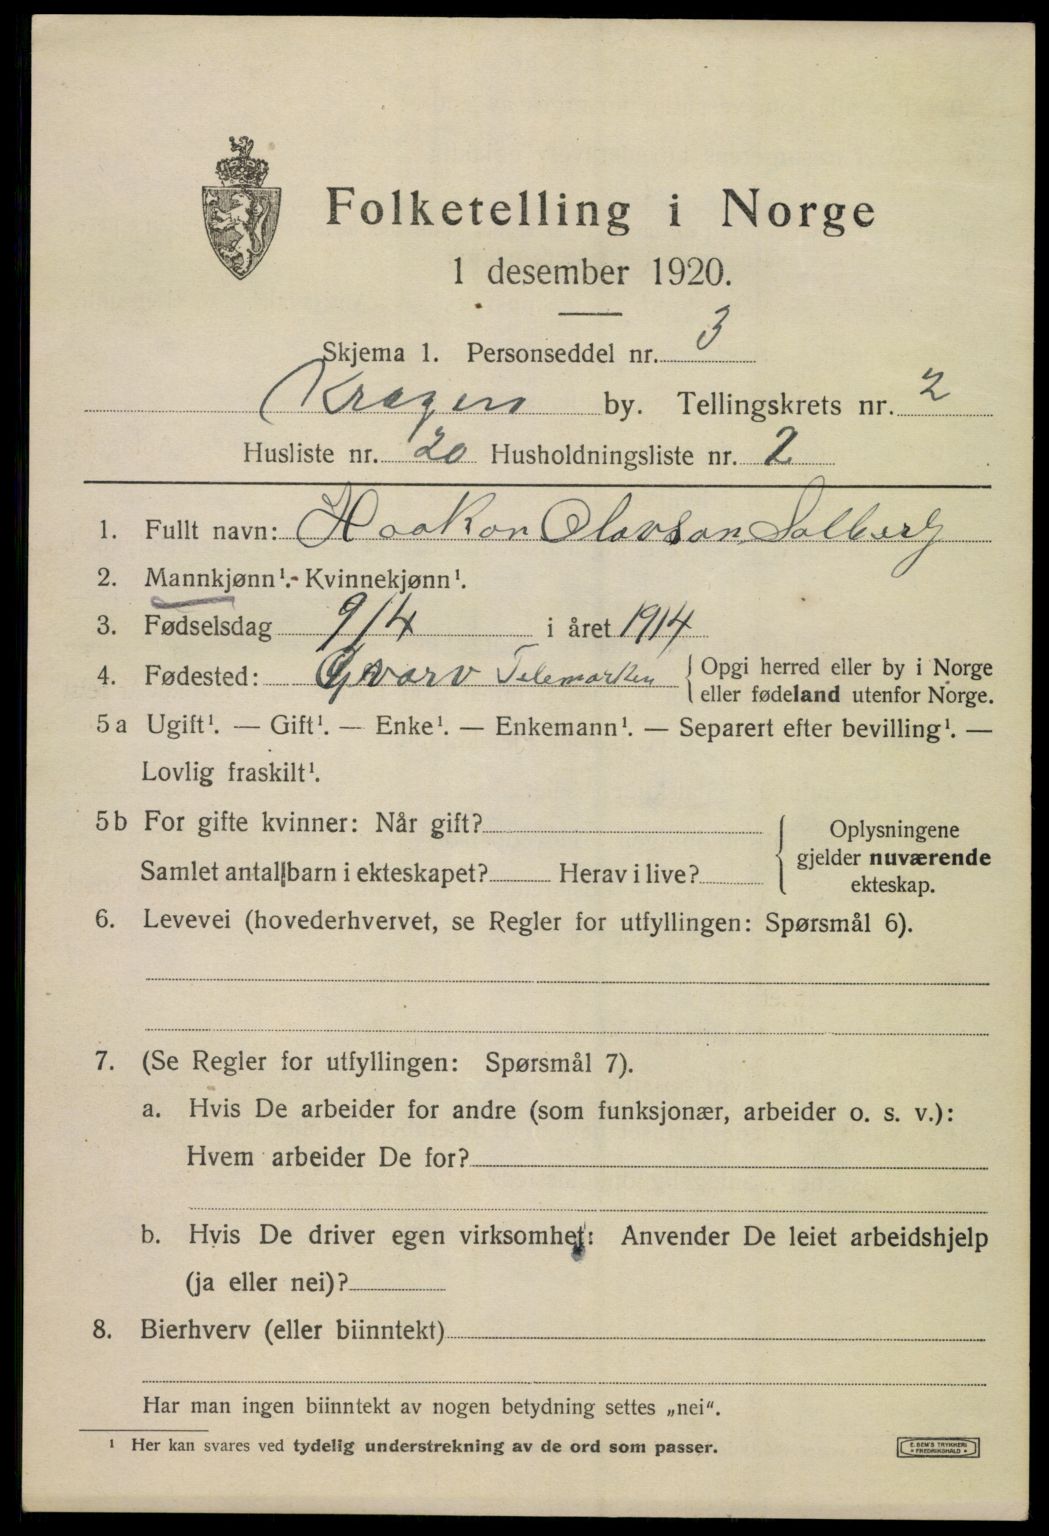 Folketelling i Norge
1 desember 1920.
Skjema 1. Personseddel nr. 3
Kragerø by. Tellingskrets nr. 2
Husliste nr. 20 Husholdningsliste nr. 2
1. Fullt navn: Haakon Olavson Solberg
2. Mannkjønn¹.- Kvinnekjønn¹.
3. Fødselsdag 9/4 i året 1914
4. Fødested: Gvarv Telemarken { Opgi herred eller by i Norge
eller fødeland utenfor Norge.
5 a Ugift¹. — Gift¹. — Enke¹. — Enkemann¹. — Separert efter bevilling¹. —
Lovlig fraskilt¹.
5 b For gifte kvinner: Når gift?
Samlet antall barn i ekteskapet? Herav i live?
{ Oplysningene
gjelder nuværende
ekteskap.
6. Levevei (hovederhvervet, se Regler for utfyllingen: Spørsmål 6).
7. (Se Regler for utfyllingen: Spørsmål 7).
a. Hvis De arbeider for andre (som funksjonær, arbeider o. s. v.):
Hvem arbeider De for?
b. Hvis De driver egen virksomhet: Anvender De leiet arbeidshjelp
(ja eller nei)?
8. Bierhverv (eller biinntekt)
Har man ingen biinntekt av nogen betydning settes „nei“.
¹ Her kan svares ved tydelig understrekning av de ord som passer.
E. SEM'S TRYKKERI
• FREDRIKSHALD •